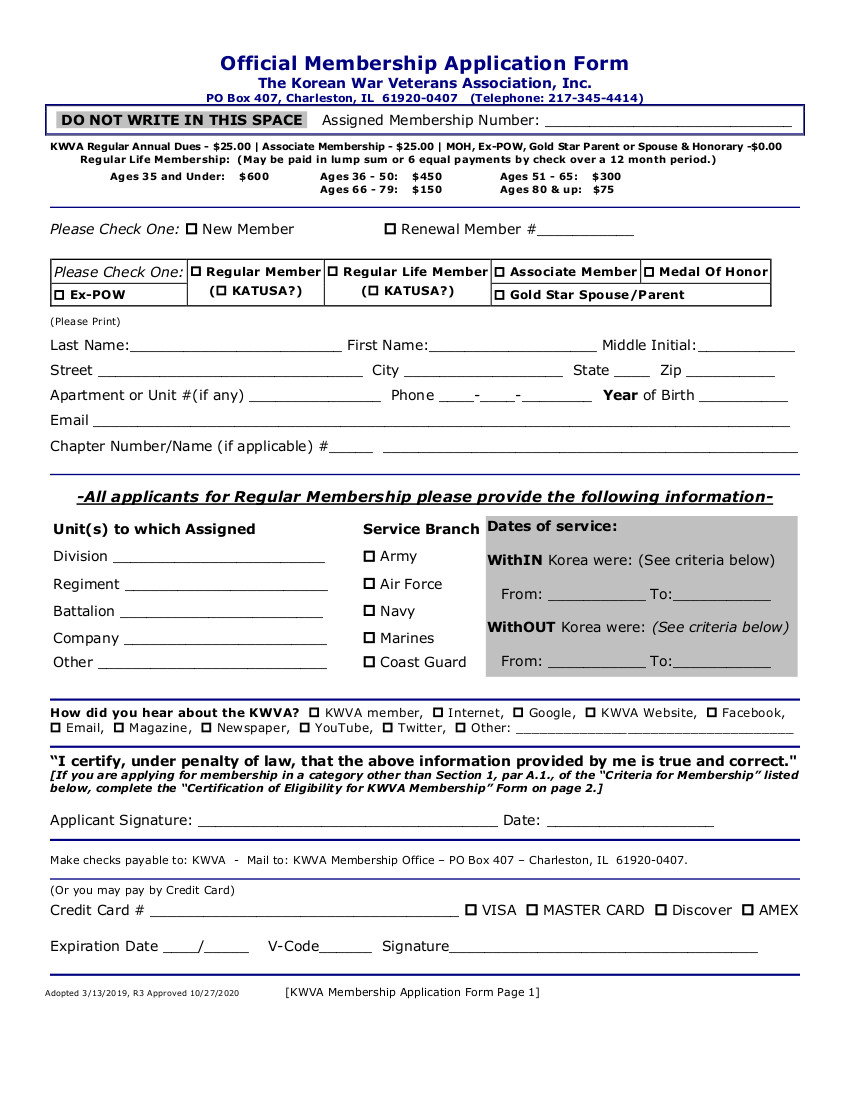 Official Membership Application Form
The Korean War Veterans Association, Inc.
PO Box 407, Charleston, IL 61920-0407 (Telephone: 217-345-4414)
DO NOT WRITE IN THIS SPACE Assigned Membership Number: ____________________________
KWVA Regular Annual Dues - $25.00 | Associate Membership - $25.00 | MOH, Ex-POW, Gold Star Parent or Spouse & Honorary -$0.00
Regular Life Membership: (May be paid in lump sum or 6 equal payments by check over a 12 month period.)
Ages 35 and Under: $600 Ages 36 - 50: $450 Ages 51 - 65: $300
Ages 66 - 79: $150 Ages 80 & up: $75
Please Check One: ☐ New Member ☐ Renewal Member #___________
Please Check One: ☐ Regular Member ☐ Regular Life Member ☐ Associate Member ☐ Medal Of Honor
☐ Ex-POW (☐ KATUSA?) (☐ KATUSA?) ☐ Gold Star Spouse/Parent
(Please Print)
Last Name:________________________ First Name:___________________ Middle Initial:___________
Street ______________________________ City __________________ State ____ Zip __________
Apartment or Unit #(if any) _______________ Phone ____-____-________ Year of Birth __________
Email _______________________________________________________________________________
Chapter Number/Name (if applicable) #_____ _______________________________________________
-All applicants for Regular Membership please provide the following information-
Unit(s) to which Assigned Service Branch Dates of service:
Division ________________________ ☐ Army WithIN Korea were: (See criteria below)
Regiment ________________________ ☐ Air Force From: ___________ To:___________
Battalion _______________________ ☐ Navy WithOUT Korea were: (See criteria below)
Company ________________________ ☐ Marines
Other __________________________ ☐ Coast Guard From: ___________ To:___________
How did you hear about the KWVA? ☐ KWVA member, ☐ Internet, ☐ Google, ☐ KWVA Website, ☐ Facebook,
☐ Email, ☐ Magazine, ☐ Newspaper, ☐ YouTube, ☐ Twitter, ☐ Other: ___________________________________
“I certify, under penalty of law, that the above information provided by me is true and correct."
[If you are applying for membership in a category other than Section 1, par A.1., of the “Criteria for Membership” listed
below, complete the “Certification of Eligibility for KWVA Membership” Form on page 2.]
Applicant Signature: __________________________________ Date: ___________________
Make checks payable to: KWVA - Mail to: KWVA Membership Office – PO Box 407 – Charleston, IL 61920-0407.
(Or you may pay by Credit Card)
Credit Card # ___________________________________ ☐ VISA ☐ MASTER CARD ☐ Discover ☐ AMEX
Expiration Date ____/_____ V-Code______ Signature___________________________________
Adopted 3/13/2019, R3 Approved 10/27/2020 [KWVA Membership Application Form Page 1]